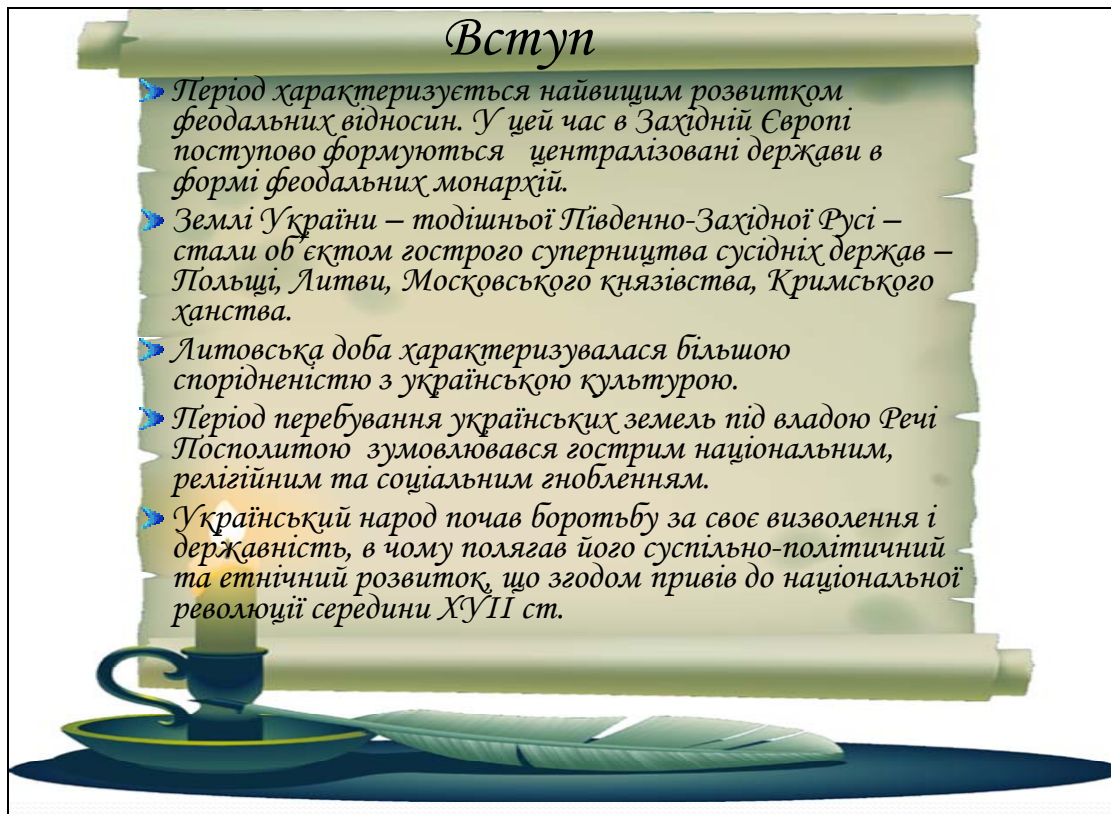 Вступ
Період характеризується найвищим розвитком
феодальних відносин. У цей час в Західній Європі
поступово формуються централізовані держави в
формі феодальних монархій.
Землі України – тодішньої Південно-Західної Русі –
стали об’єктом гострого суперництва сусідніх держав –
Польщі, Литви, Московського князівства, Кримського
ханства.
Литовська доба характеризувалася більшою
спорідненістю з українською культурою.
Період перебування українських земель під владою Речі
Посполитою зумовлювався гострим національним,
релігійним та соціальним гнобленням.
Український народ почав боротьбу за своє визволення і
державність, в чому полягав його суспільно-політичний
та етнічний розвиток, що згодом привів до національної
революції середини ХУІІ ст.